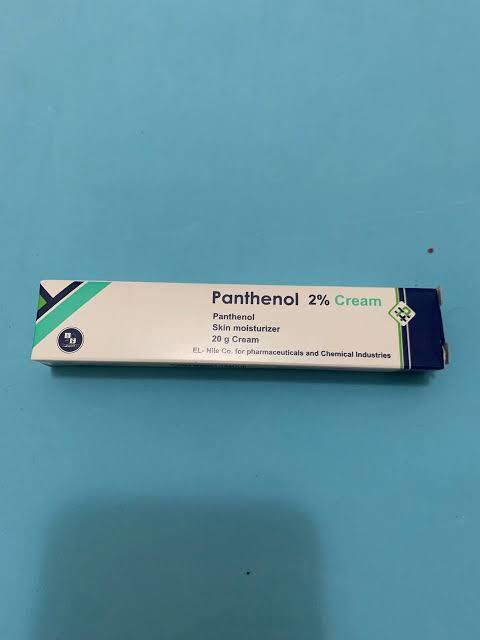 Panthenol 2% Cream
Panthenol
Skin moisturizer
20 g Cream
EL- Nile Co. for pharmaceuticals and Chemical Industries